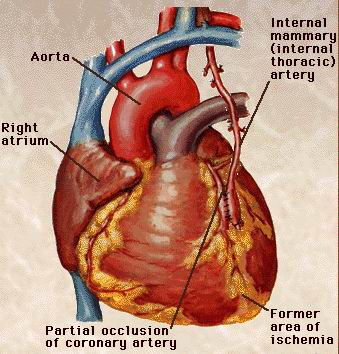 Internal
mammary
(internal
thoracic)
artery
Aorta
Right
atrium
Partial occlusion
of coronary artery
Former
area of
ischemia